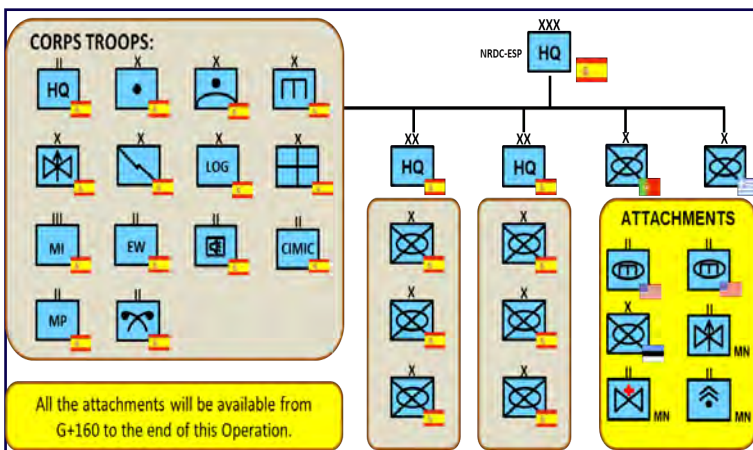 CORPS TROOPS:
XXX
NRDC-ESP HQ
II X X X
HQ
X X X X
LOG
XX XX X X
HQ HQ
III II II II
MI EW CIMIC
II II
MP
X X
X X
X X
ATTACHMENTS
II II
X II
MN
II II
MN MN
All the attachments will be available from
G+160 to the end of this Operation.